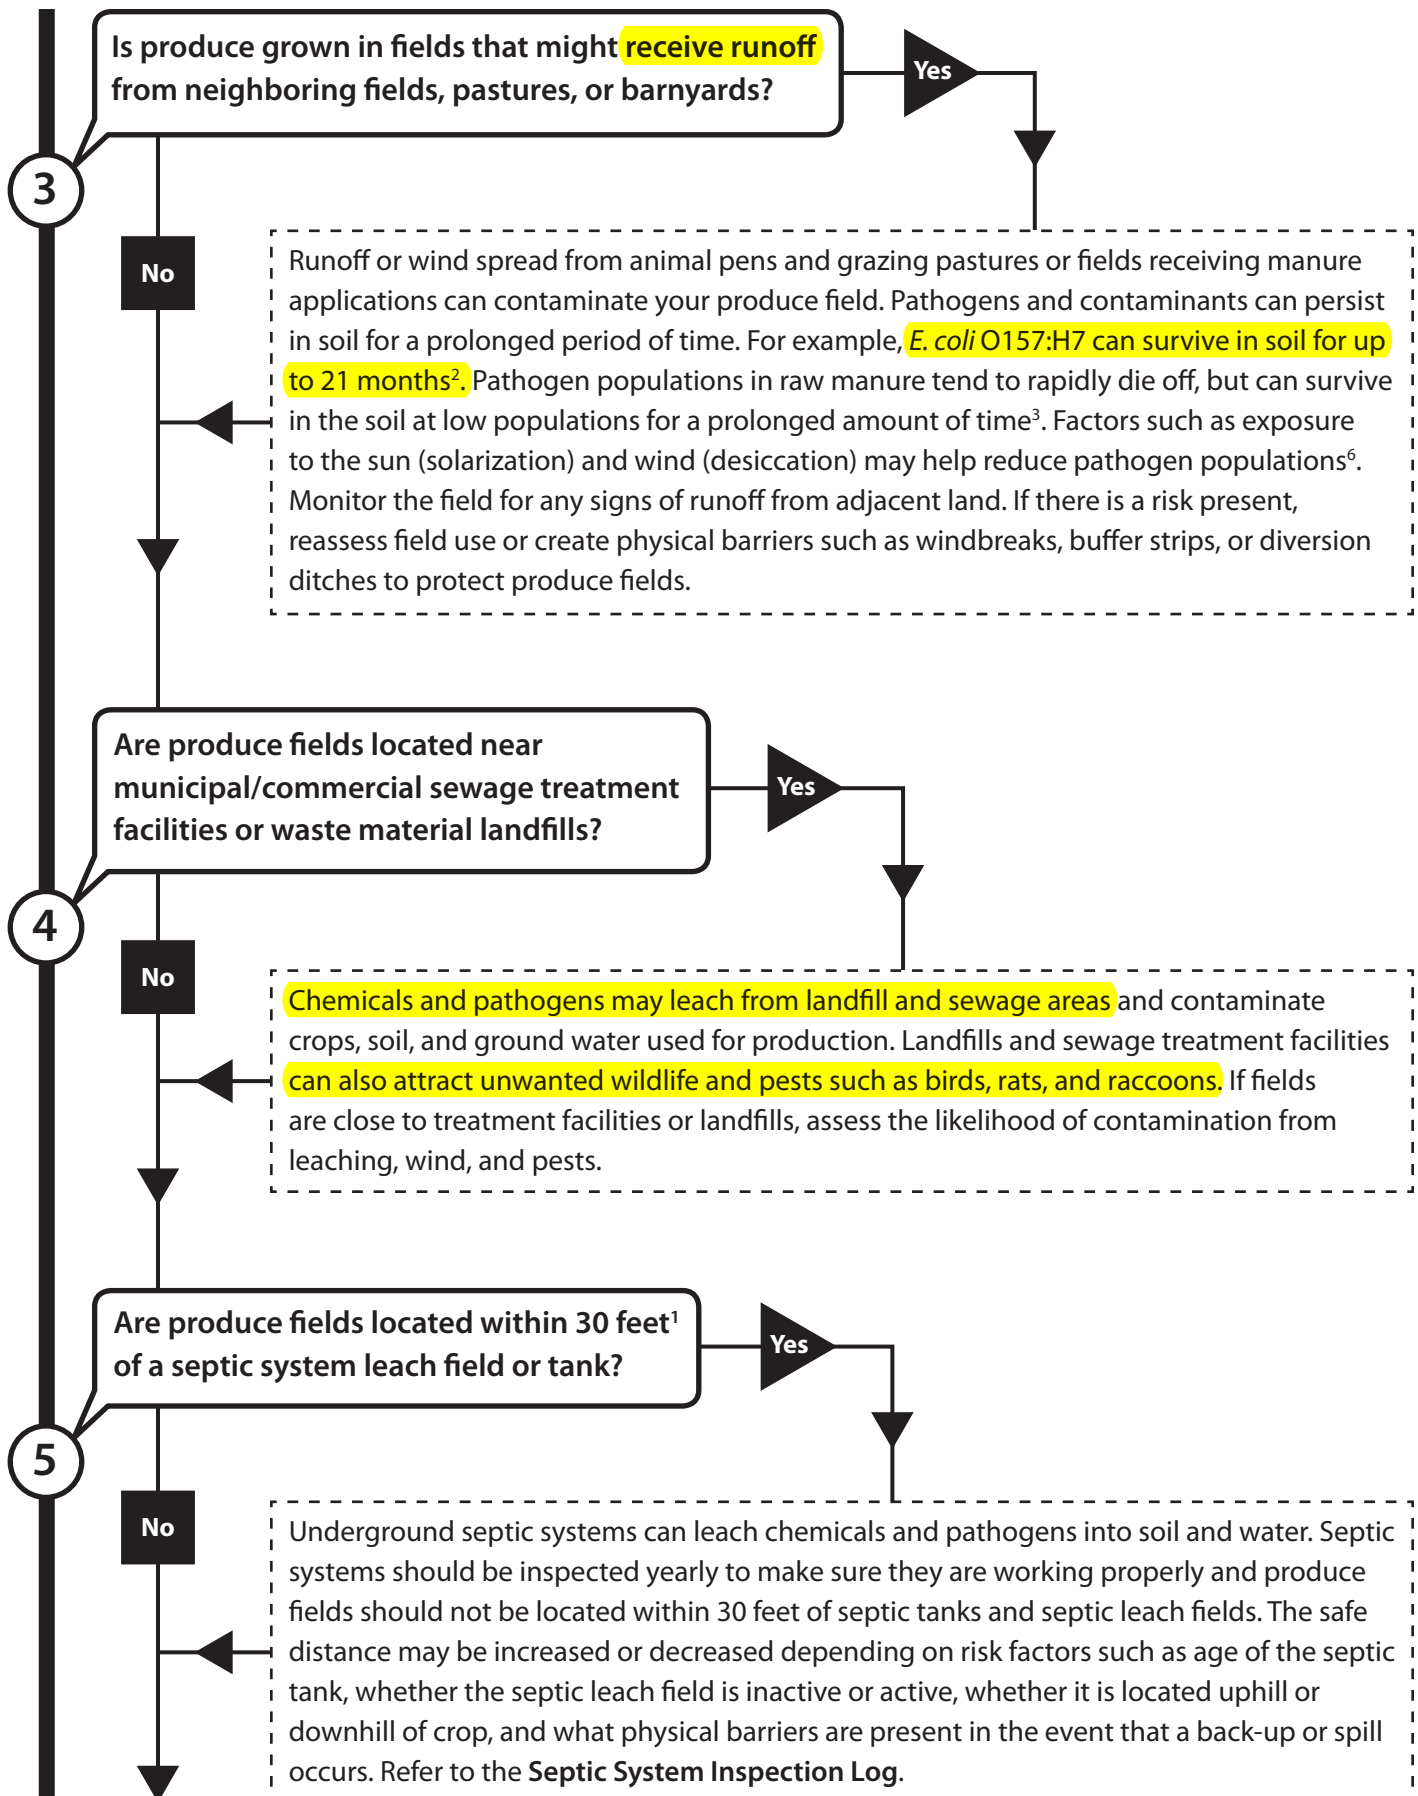 Is produce grown in fields that might receive runoff
from neighboring fields, pastures, or barnyards?
Yes
3
No
Runoff or wind spread from animal pens and grazing pastures or fields receiving manure
applications can contaminate your produce field. Pathogens and contaminants can persist
in soil for a prolonged period of time. For example, E. coli O157:H7 can survive in soil for up
to 21 months². Pathogen populations in raw manure tend to rapidly die off, but can survive
in the soil at low populations for a prolonged amount of time³. Factors such as exposure
to the sun (solarization) and wind (desiccation) may help reduce pathogen populations⁶.
Monitor the field for any signs of runoff from adjacent land. If there is a risk present,
reassess field use or create physical barriers such as windbreaks, buffer strips, or diversion
ditches to protect produce fields.
Are produce fields located near
municipal/commercial sewage treatment
facilities or waste material landfills?
Yes
4
No
Chemicals and pathogens may leach from landfill and sewage areas and contaminate
crops, soil, and ground water used for production. Landfills and sewage treatment facilities
can also attract unwanted wildlife and pests such as birds, rats, and raccoons. If fields
are close to treatment facilities or landfills, assess the likelihood of contamination from
leaching, wind, and pests.
Are produce fields located within 30 feet¹
of a septic system leach field or tank?
Yes
5
No
Underground septic systems can leach chemicals and pathogens into soil and water. Septic
systems should be inspected yearly to make sure they are working properly and produce
fields should not be located within 30 feet of septic tanks and septic leach fields. The safe
distance may be increased or decreased depending on risk factors such as age of the septic
tank, whether the septic leach field is inactive or active, whether it is located uphill or
downhill of crop, and what physical barriers are present in the event that a back-up or spill
occurs. Refer to the Septic System Inspection Log.